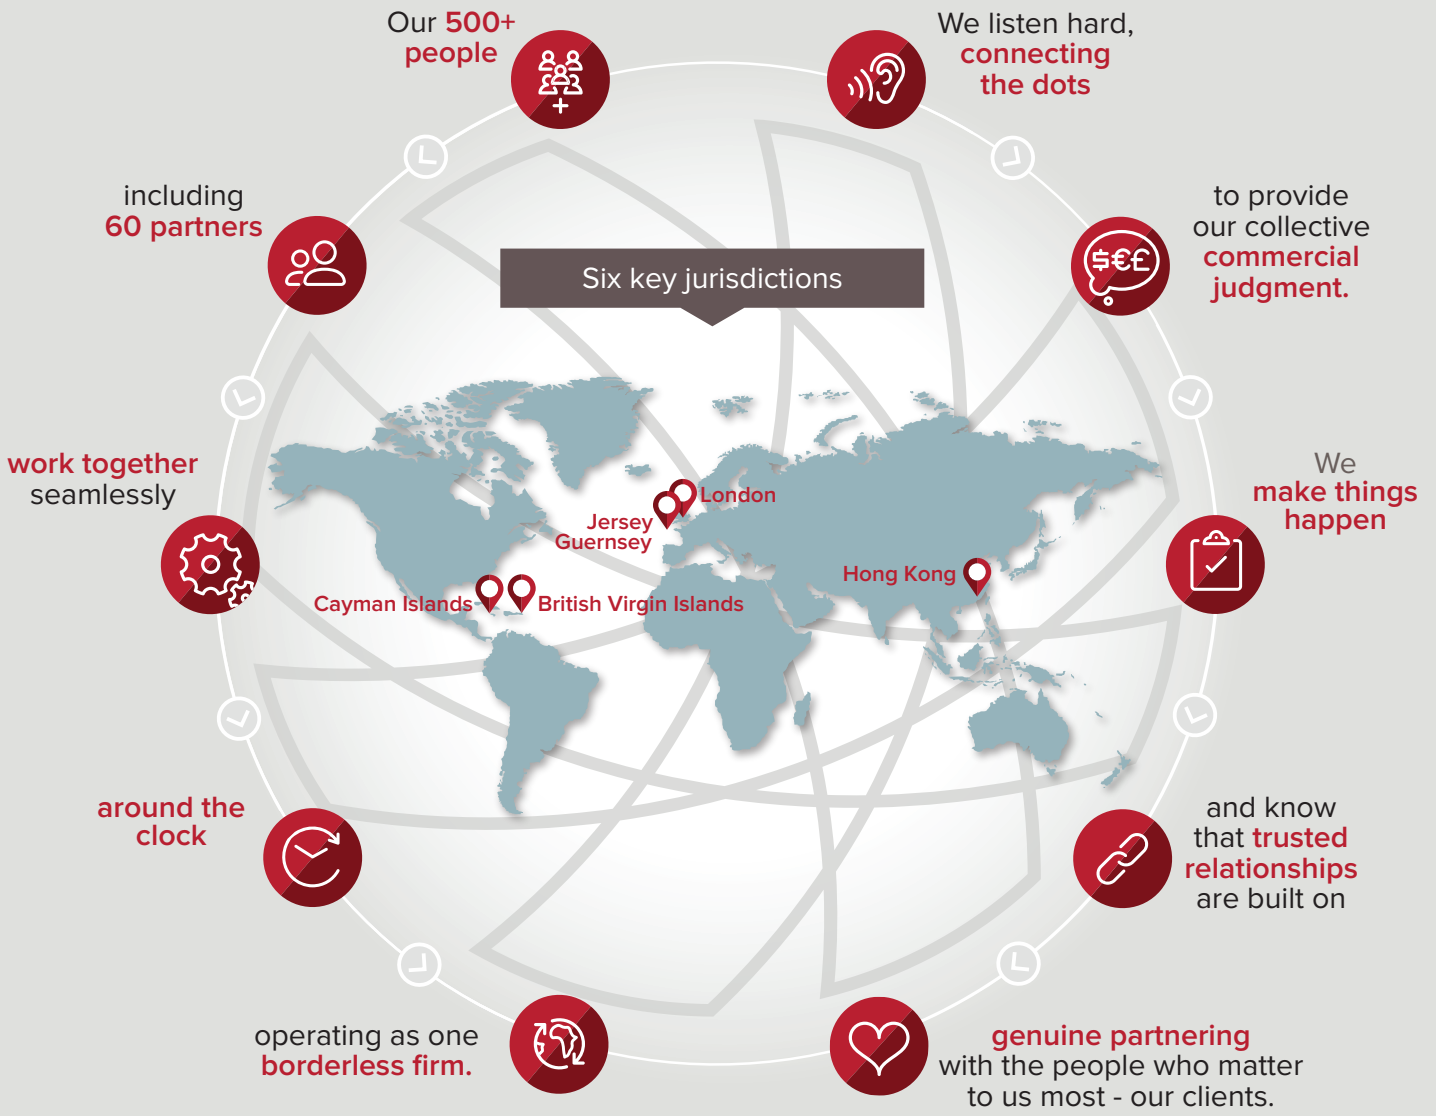 Our 500+
people
including
60 partners
work together
seamlessly
around the
clock
operating as one
borderless firm.
We listen hard,
connecting
the dots
to provide
our collective
commercial
judgment.
We
make things
happen
and know
that trusted
relationships
are built on
genuine partnering
with the people who matter
to us most - our clients.
Six key jurisdictions
London
Jersey
Guernsey
Hong Kong
Cayman Islands
British Virgin Islands
$€£